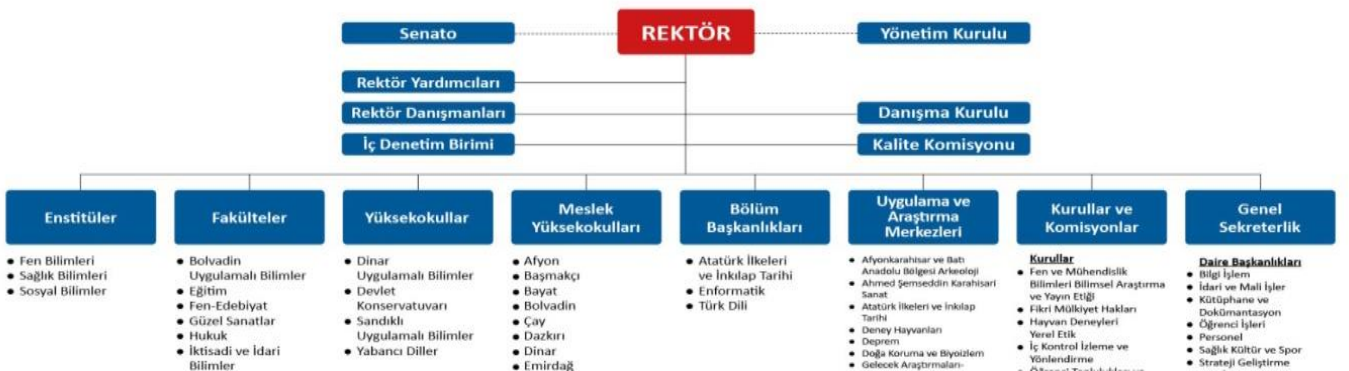 Senato
REKTÖR
Yönetim Kurulu
Rektör Yardımcıları
Rektör Danışmanları
Danışma Kurulu
İç Denetim Birimi
Kalite Komisyonu
Enstitüler
• Fen Bilimleri
• Sağlık Bilimleri
• Sosyal Bilimler
Fakülteler
• Bolvadin
Uygulamalı Bilimler
• Eğitim
• Fen-Edebiyat
• Güzel Sanatlar
• Hukuk
• İktisadi ve İdari
Bilimler
Yüksekokullar
• Dinar
Uygulamalı Bilimler
• Devlet
Konservatuvarı
• Sandıklı
Uygulamalı Bilimler
• Yabancı Diller
Meslek
Yüksekokulları
• Afyon
• Başmakçı
• Bayat
• Bolvadin
• Çay
• Dazkırı
• Dinar
• Emirdağ
Bölüm
Başkanlıkları
• Atatürk İlkeleri
ve İnkılap Tarihi
• Enformatik
• Türk Dili
Uygulama ve
Araştırma
Merkezleri
• Afyonkarahisar ve Batı
Anadolu Bölgesi Arkeoloji
• Ahmed Şemseddin Karahisari
Sanat
• Atatürk İlkeleri ve İnkılap
Tarihi
• Deney Hayvanları
• Deprem
• Doğa Koruma ve Biyoizlem
• Gelecek Araştırmaları-
Kurullar ve
Komisyonlar
Kurullar
• Fen ve Mühendislik
Bilimleri Bilimsel Araştırma
ve Yayın Etiği
• Fikri Mülkiyet Hakları
• Hayvan Deneyleri
Yerel Etik
• İç Kontrol İzleme ve
Yönlendirme
Genel
Sekreterlik
Daire Başkanlıkları
• Bilgi İşlem
• İdari ve Mali İşler
• Kütüphane ve
Dokümantasyon
• Öğrenci İşleri
• Personel
• Sağlık Kültür ve Spor
• Strateji Geliştirme